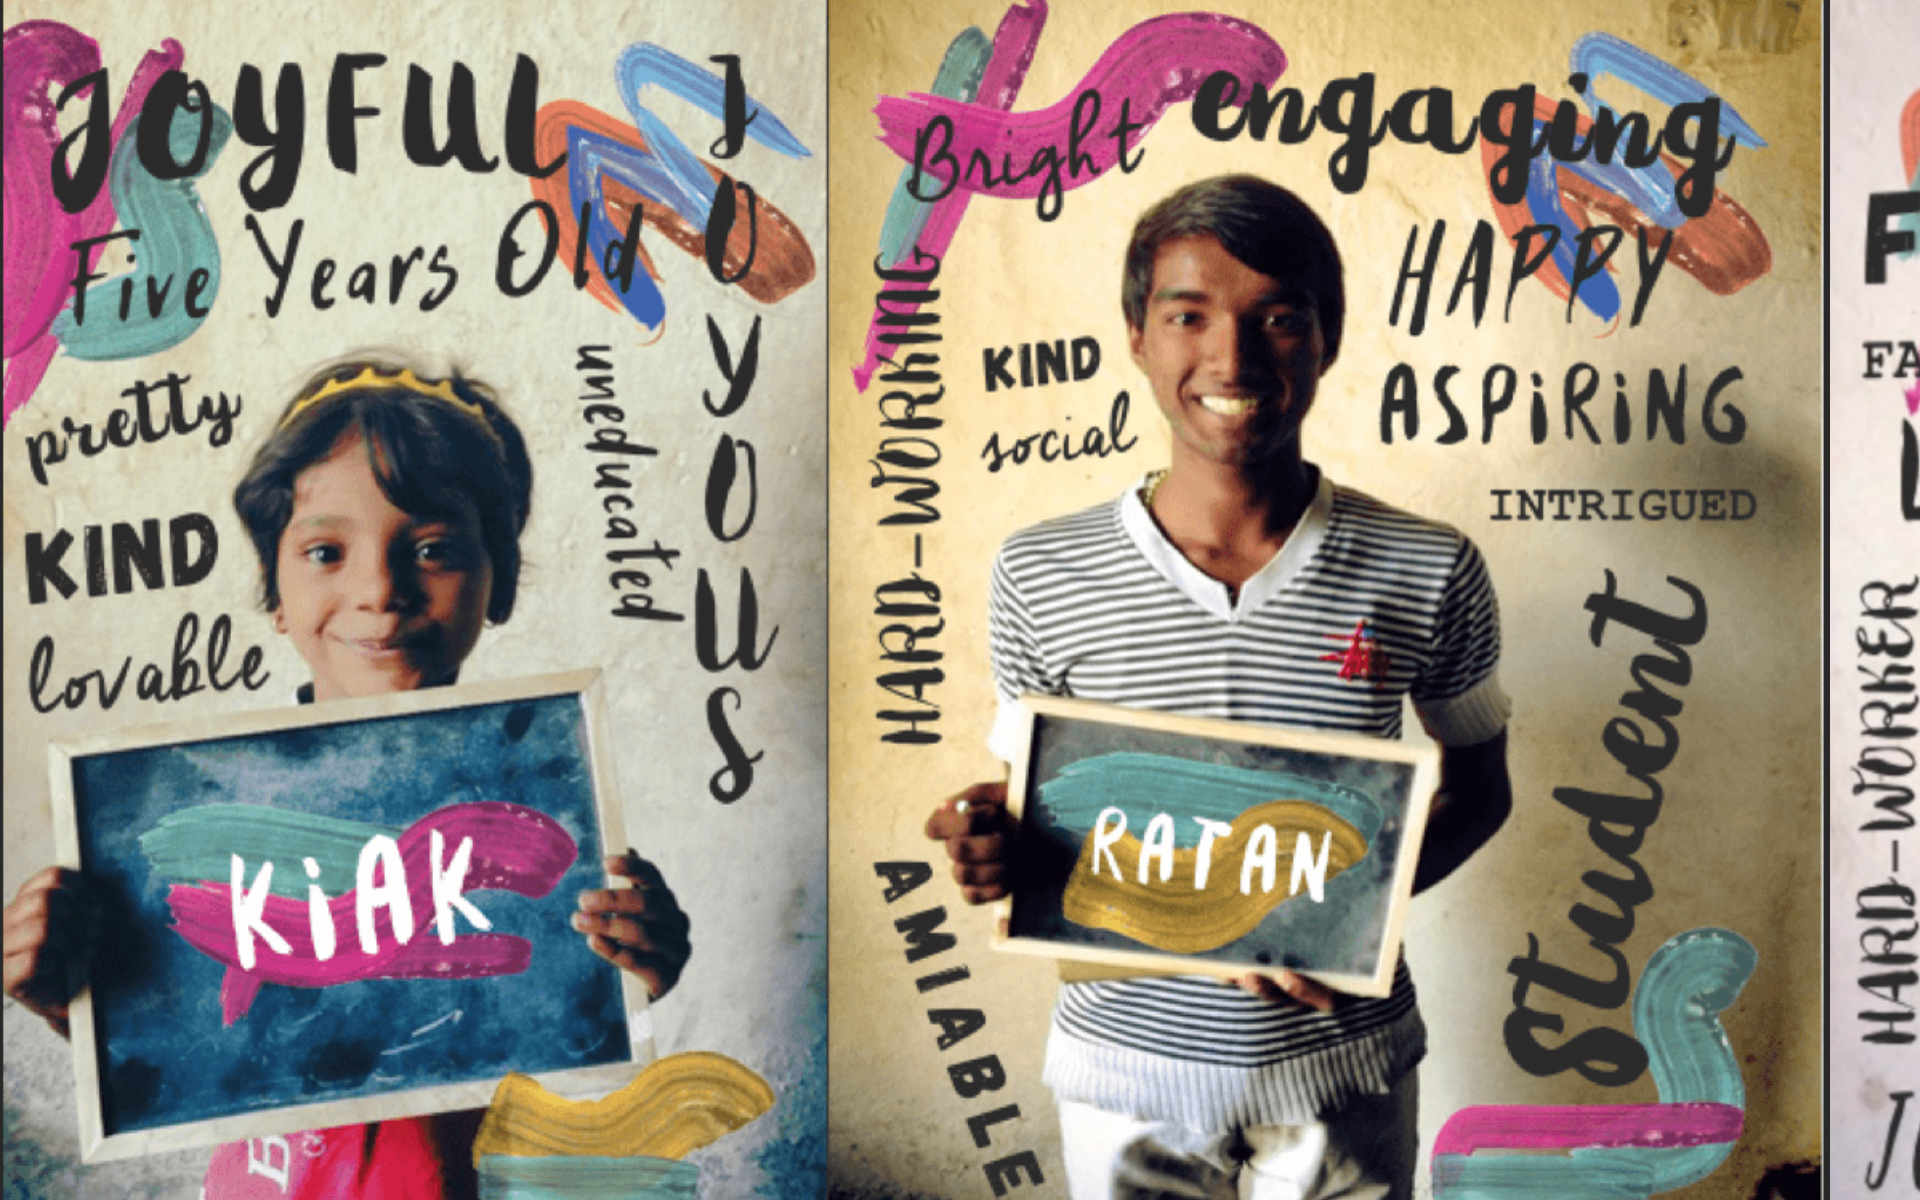 JOYFUL
Five Years Old
JOYOUS
uneducated
pretty
KIND
lovable
KiAK
Bright
engaging
HAPPY
ASPiRiNG
INTRIGUED
KIND
social
HARD-WORKING
AMIABLE
Student
RATAN
HARD-WORKER